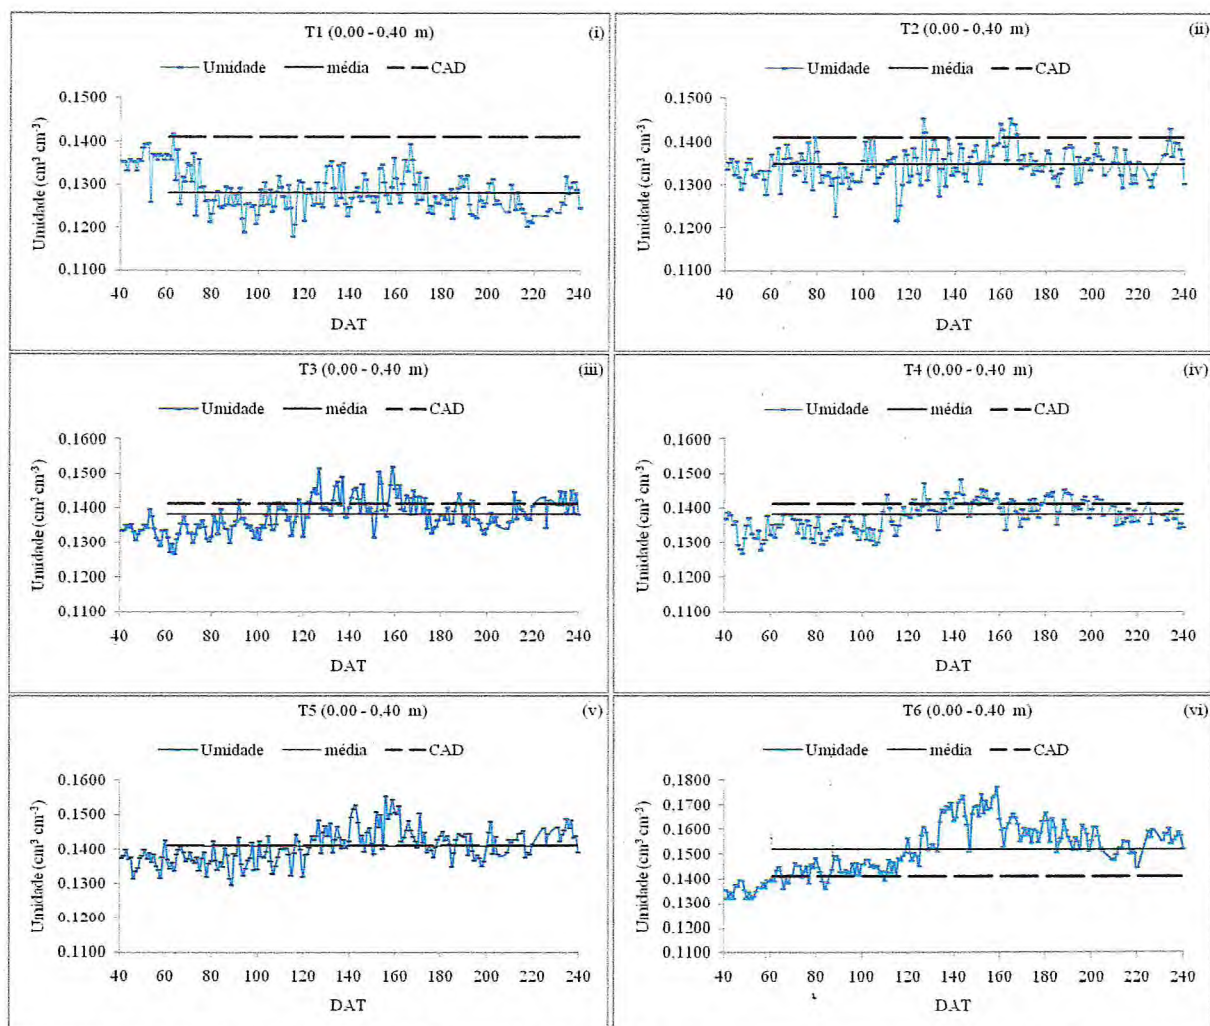 T1 (0,00 - 0,40 m) (i)
Umidade média CAD
Umidade (cm³ cm⁻³)
0,1500
0,1400
0,1300
0,1200
0,1100
40 60 80 100 120 140 160 180 200 220 240
DAT
T2 (0,00 - 0,40 m) (ii)
Umidade média CAD
Umidade (cm³ cm⁻³)
0,1500
0,1400
0,1300
0,1200
0,1100
40 60 80 100 120 140 160 180 200 220 240
DAT
T3 (0,00 - 0,40 m) (iii)
Umidade média CAD
Umidade (cm³ cm⁻³)
0,1600
0,1500
0,1400
0,1300
0,1200
0,1100
40 60 80 100 120 140 160 180 200 220 240
DAT
T4 (0,00 - 0,40 m) (iv)
Umidade média CAD
Umidade (cm³ cm⁻³)
0,1600
0,1500
0,1400
0,1300
0,1200
0,1100
40 60 80 100 120 140 160 180 200 220 240
DAT
T5 (0,00 - 0,40 m) (v)
Umidade média CAD
Umidade (cm³ cm⁻³)
0,1600
0,1500
0,1400
0,1300
0,1200
0,1100
40 60 80 100 120 140 160 180 200 220 240
DAT
T6 (0,00 - 0,40 m) (vi)
Umidade média CAD
Umidade (cm³ cm⁻³)
0,1800
0,1700
0,1600
0,1500
0,1400
0,1300
0,1200
0,1100
40 60 80 100 120 140 160 180 200 220 240
DAT